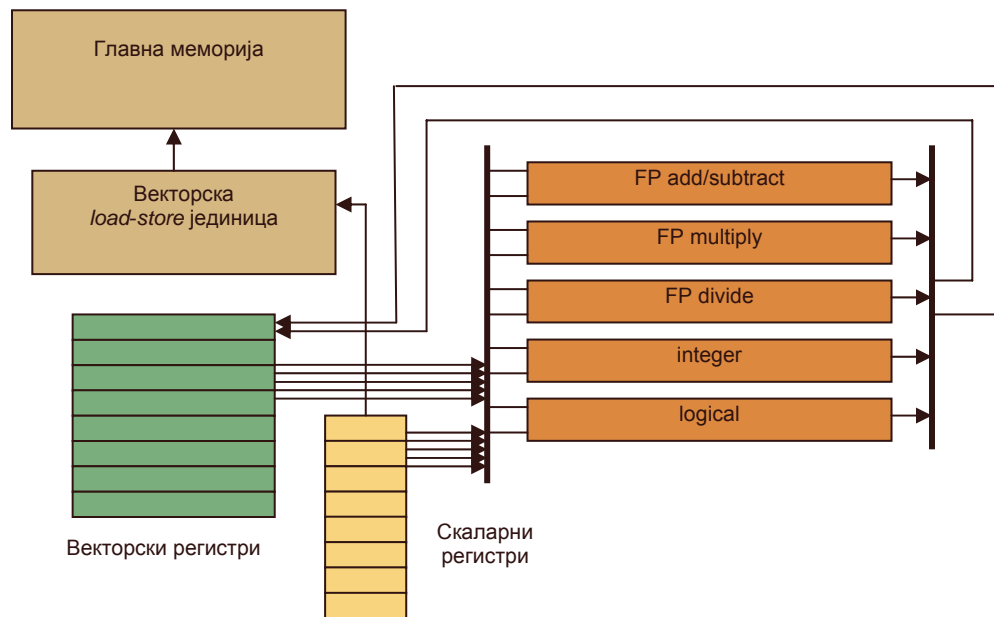 Главна меморија
Векторска
load-store јединица
FP add/subtract
FP multiply
FP divide
integer
logical
Векторски регистри
Скаларни
регистри